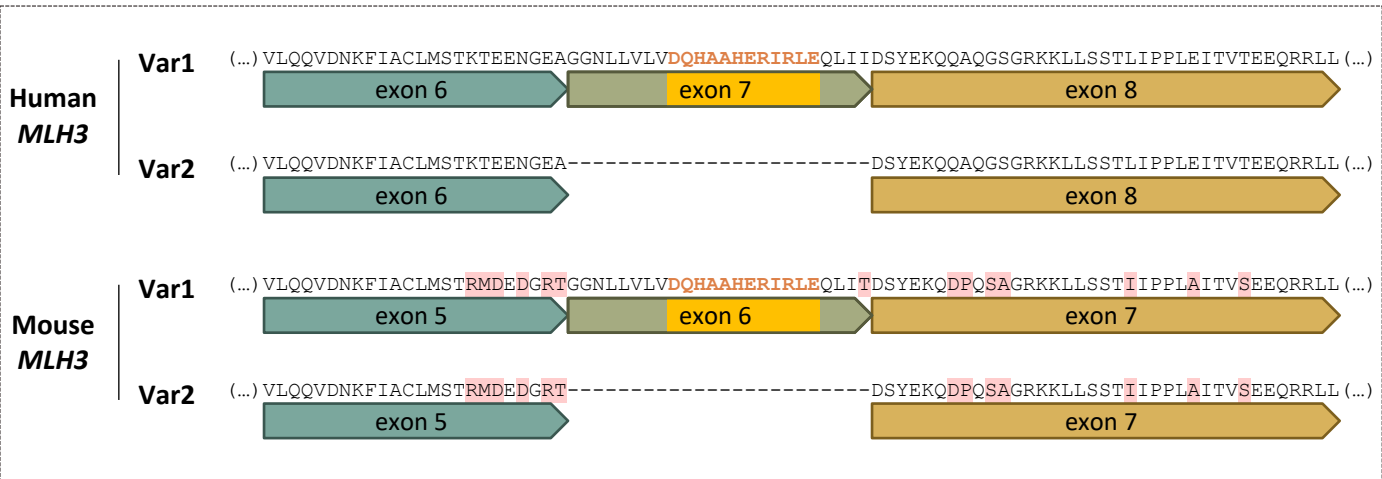 Var1 (…) VLQQVDNKFIACLMSTKTEENGEAGGNLLVLVDQHAAHERIRLEQLIIDSYEKQQAQGSGRKKLLSSTLIPPLEITVTEEQRRLL (…)
exon 6 exon 7 exon 8
Human
MLH3
Var2 (…) VLQQVDNKFIACLMSTKTEENGEA------------------------DSYEKQQAQGSGRKKLLSSTLIPPLEITVTEEQRRLL (…)
exon 6 exon 8
Var1 (…) VLQQVDNKFIACLMSTRMDEDGRTGGNLLVLVDQHAAHERIRLEQLITDSYEKQDPQSAGRKKLLSSTIIPPLAITVSEEQRRLL (…)
exon 5 exon 6 exon 7
Mouse
MLH3
Var2 (…) VLQQVDNKFIACLMSTRMDEDGRT------------------------DSYEKQDPQSAGRKKLLSSTIIPPLAITVSEEQRRLL (…)
exon 5 exon 7